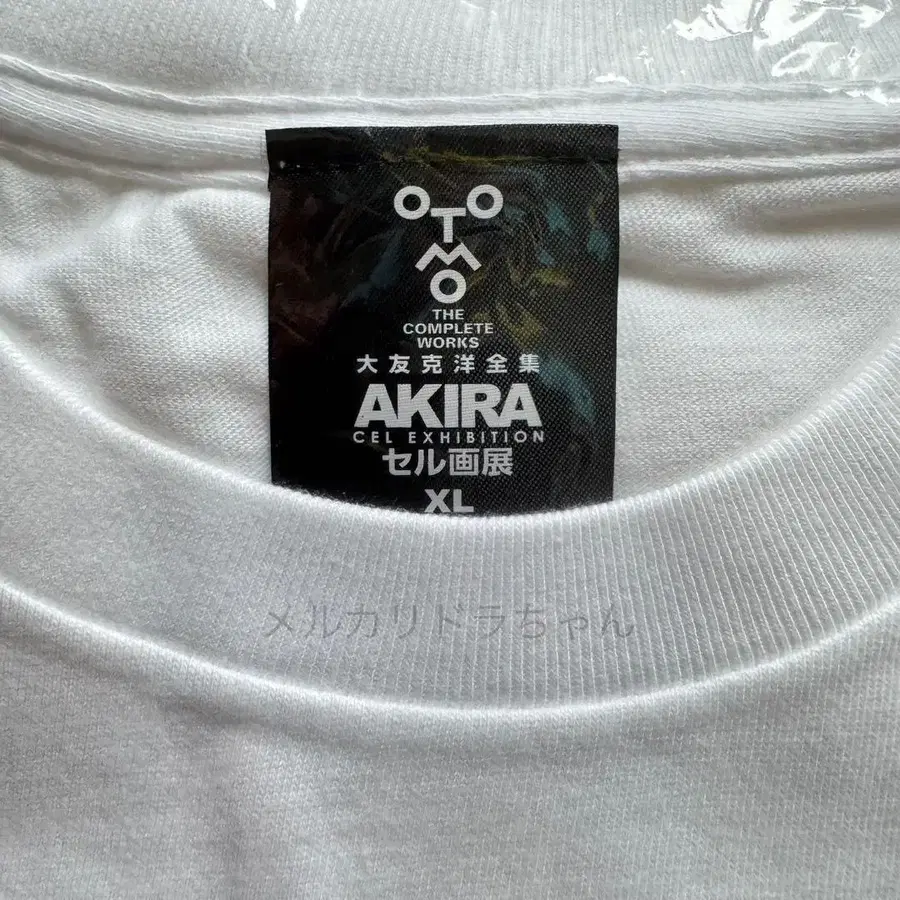 OTOMO
THE
COMPLETE
WORKS
大友克洋全集
AKIRA
CEL EXHIBITION
セル画展
XL
メルカリドラちゃん